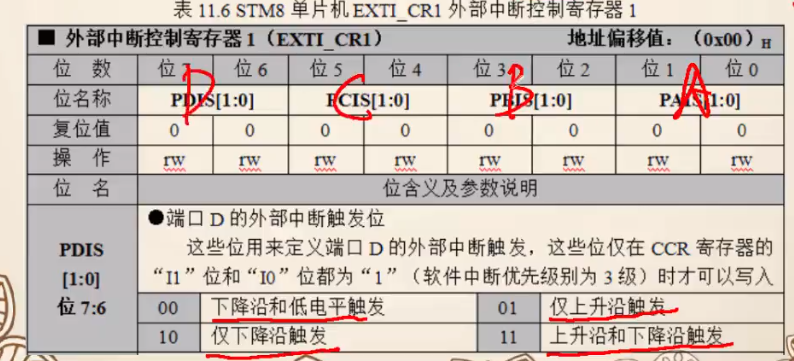 表 11.6 STM8 单片机 EXTI_CR1 外部中断控制寄存器 1
■ 外部中断控制寄存器 1（EXTI_CR1） 地址偏移值：（0x00）H
位 数 位 7 位 6 位 5 位 4 位 3 位 2 位 1 位 0
位名称 PDIS[1:0] PCIS[1:0] PBIS[1:0] PAIS[1:0]
D C B A
复位值 0 0 0 0 0 0 0 0
操 作 rw rw rw rw rw rw rw rw
位 名 位含义及参数说明
●端口 D 的外部中断触发位
这些位用来定义端口 D 的外部中断触发，这些位仅在 CCR 寄存器的
“I1”位和“I0”位都为“1”（软件中断优先级别为 3 级）时才可以写入
PDIS
[1:0]
位 7:6
00 下降沿和低电平触发 01 仅上升沿触发
10 仅下降沿触发 11 上升沿和下降沿触发